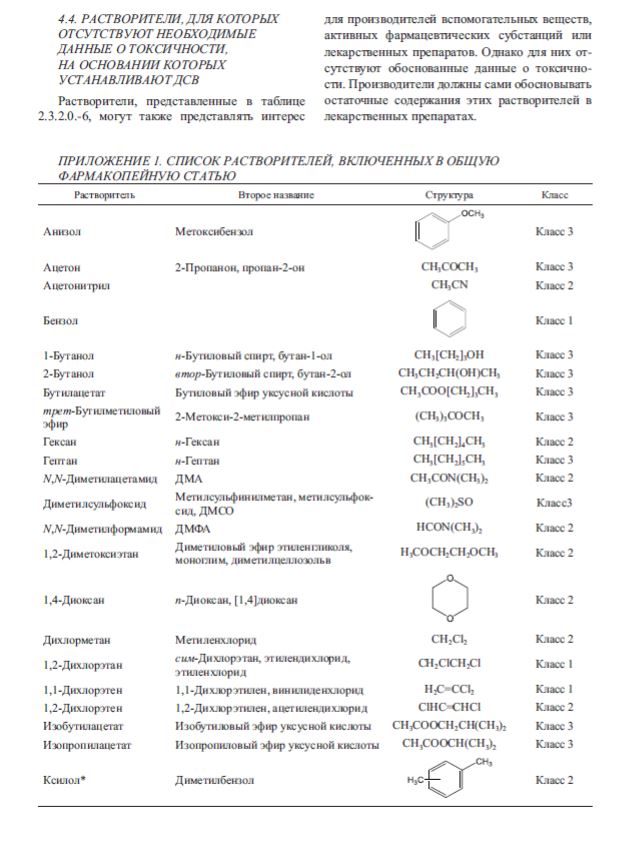 4.4. РАСТВОРИТЕЛИ, ДЛЯ КОТОРЫХ
ОТСУТСТВУЮТ НЕОБХОДИМЫЕ
ДАННЫЕ О ТОКСИЧНОСТИ,
НА ОСНОВАНИИ КОТОРЫХ
УСТАНАВЛИВАЮТ ДСВ
Растворители, представленные в таблице
2.3.2.0.-6, могут также представлять интерес
для производителей вспомогательных веществ,
активных фармацевтических субстанций или
лекарственных препаратов. Однако для них от-
сутствуют обоснованные данные о токсично-
сти. Производители должны сами обосновывать
остаточные содержания этих растворителей в
лекарственных препаратах.
ПРИЛОЖЕНИЕ 1. СПИСОК РАСТВОРИТЕЛЕЙ, ВКЛЮЧЕННЫХ В ОБЩУЮ
ФАРМАКОПЕЙНУЮ СТАТЬЮ
Растворитель Второе название Структура Класс
Анизол Метоксибензол OCH₃ Класс 3
Ацетон 2-Пропанон, пропан-2-он CH₃COCH₃ Класс 3
Ацетонитрил CH₃CN Класс 2
Бензол Класс 1
1-Бутанол н-Бутиловый спирт, бутан-1-ол CH₃[CH₂]₃OH Класс 3
2-Бутанол втор-Бутиловый спирт, бутан-2-ол CH₃CH₂CH(OH)CH₃ Класс 3
Бутилацетат Бутиловый эфир уксусной кислоты CH₃COO[CH₂]₃CH₃ Класс 3
трет-Бутилметиловый
эфир 2-Метокси-2-метилпропан (CH₃)₃COCH₃ Класс 3
Гексан н-Гексан CH₃[CH₂]₄CH₃ Класс 2
Гептан н-Гептан CH₃[CH₂]₅CH₃ Класс 3
N,N-Диметилацетамид ДМА CH₃CON(CH₃)₂ Класс 2
Диметилсульфоксид Метилсульфинилметан, метилсульфок-
сид, ДМСО (CH₃)₂SO Класс3
N,N-Диметилформамид ДМФА HCON(CH₃)₂ Класс 2
1,2-Диметоксиэтан Диметиловый эфир этиленгликоля,
моноглим, диметилцеллозольв H₃COCH₂CH₂OCH₃ Класс 2
1,4-Диоксан п-Диоксан, [1,4]диоксан O O Класс 2
Дихлорметан Метиленхлорид CH₂Cl₂ Класс 2
1,2-Дихлорэтан сим-Дихлорэтан, этилендихлорид,
этиленхлорид CH₂ClCH₂Cl Класс 1
1,1-Дихлорэтен 1,1-Дихлорэтилен, винилиденхлорид H₂C=CCl₂ Класс 1
1,2-Дихлорэтен 1,2-Дихлорэтилен, ацетилендихлорид ClHC=CHCl Класс 2
Изобутилацетат Изобутиловый эфир уксусной кислоты CH₃COOCH₂CH(CH₃)₂ Класс 3
Изопропилацетат Изопропиловый эфир уксусной кислоты CH₃COOCH(CH₃)₂ Класс 3
Ксилол* Диметилбензол H₃C CH₃ Класс 2